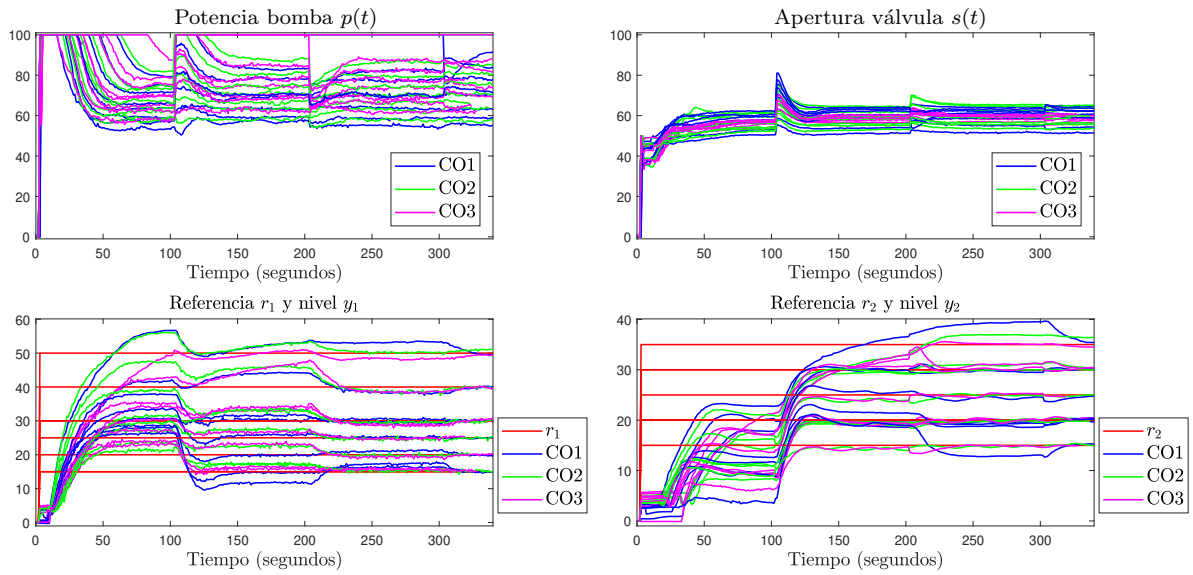 Potencia bomba p(t)
100
80
60
40
20
0
0 50 100 150 200 250 300
Tiempo (segundos)
CO1
CO2
CO3
Apertura válvula s(t)
100
80
60
40
20
0
0 50 100 150 200 250 300
Tiempo (segundos)
CO1
CO2
CO3
Referencia r₁ y nivel y₁
60
50
40
30
20
10
0
0 50 100 150 200 250 300
Tiempo (segundos)
r₁
CO1
CO2
CO3
Referencia r₂ y nivel y₂
40
30
20
10
0
0 50 100 150 200 250 300
Tiempo (segundos)
r₂
CO1
CO2
CO3